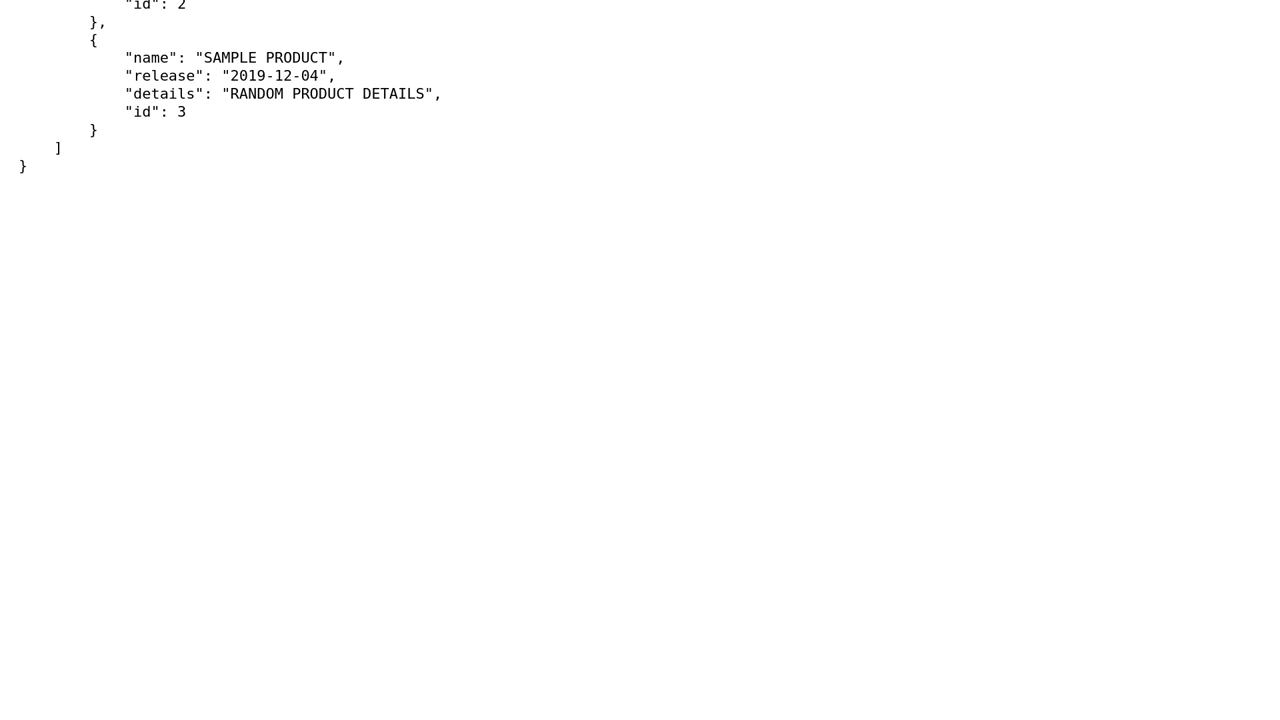 "id": 2
},
{
"name": "SAMPLE PRODUCT",
"release": "2019-12-04",
"details": "RANDOM PRODUCT DETAILS",
"id": 3
}
]
}